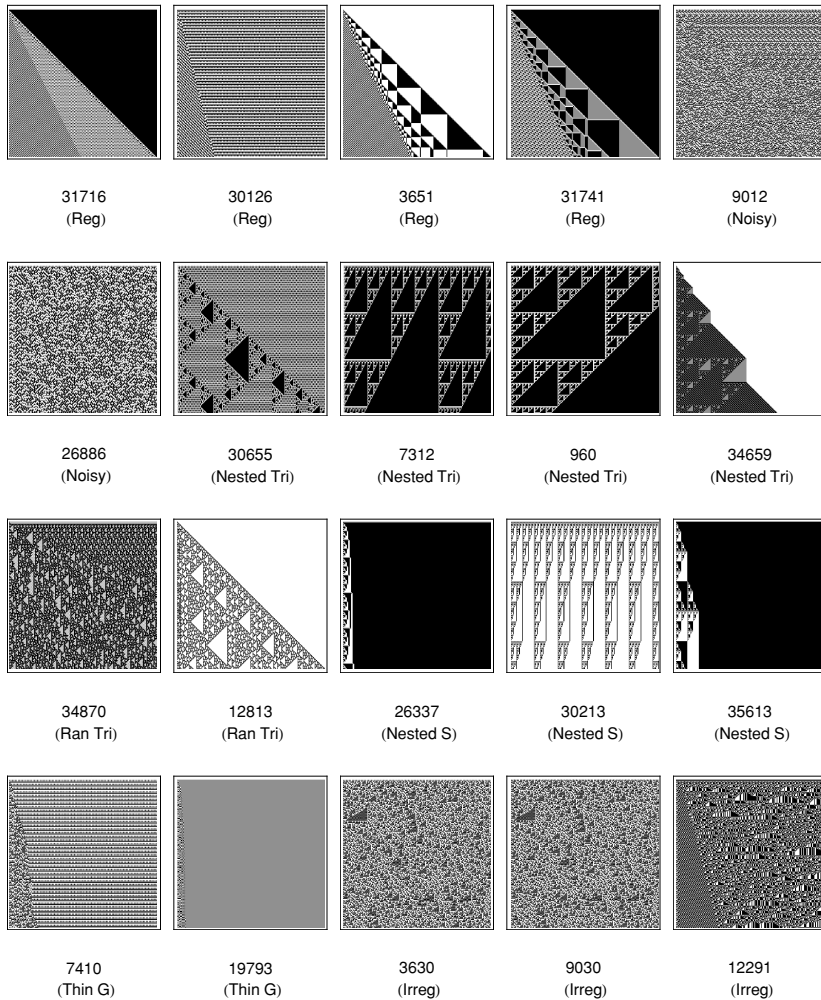 31716 30126 3651 31741 9012
(Reg) (Reg) (Reg) (Reg) (Noisy)
26886 30655 7312 960 34659
(Noisy) (Nested Tri) (Nested Tri) (Nested Tri) (Nested Tri)
34870 12813 26337 30213 35613
(Ran Tri) (Ran Tri) (Nested S) (Nested S) (Nested S)
7410 19793 3630 9030 12291
(Thin G) (Thin G) (Irreg) (Irreg) (Irreg)